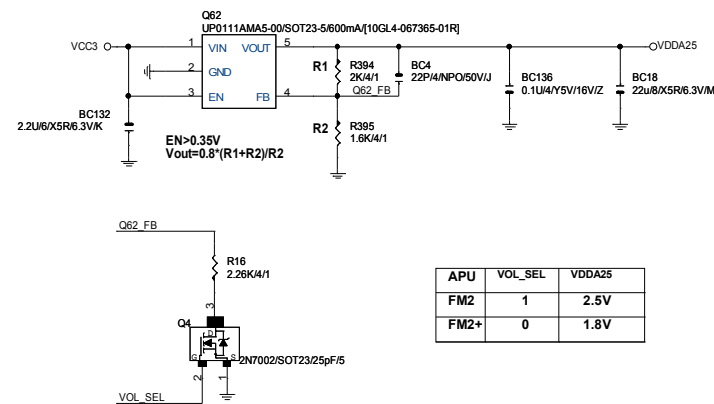 Q62
UP0111AMA5-00/SOT23-5/600mA/[10GL4-067365-01R]
VCC3
1
VIN
VOUT
5
VDDA25
2
GND
R1
R394
2K/4/1
BC4
22P/4/NPO/50V/J
BC136
0.1U/4/Y5V/16V/Z
BC18
22u/8/X5R/6.3V/M
3
EN
FB
4
Q62_FB
BC132
2.2U/6/X5R/6.3V/K
R2
R395
1.6K/4/1
EN>0.35V
Vout=0.8*(R1+R2)/R2
Q62_FB
R16
2.26K/4/1
3
Q4
D
G
S
2N7002/SOT23/25pF/5
2
1
VOL_SEL
APU VOL_SEL VDDA25
FM2 1 2.5V
FM2+ 0 1.8V